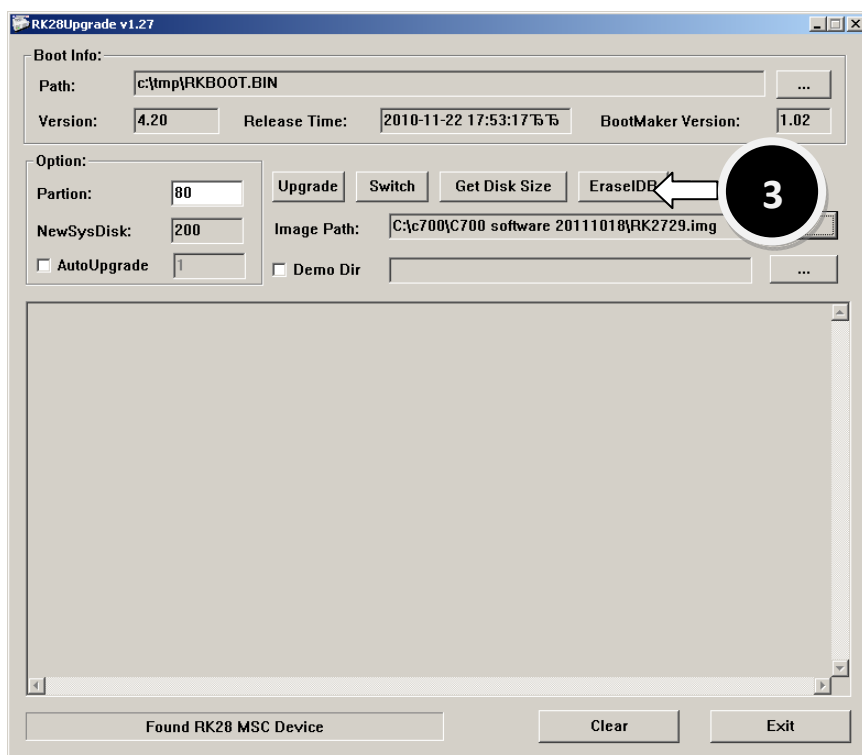 RK28Upgrade v1.27
Boot Info:
Path: c:\tmp\RKBOOT.BIN ...
Version: 4.20 Release Time: 2010-11-22 17:53:17ЂЂ BootMaker Version: 1.02
Option:
Partion: 80
Upgrade Switch Get Disk Size EraseIDB 3
NewSysDisk: 200
Image Path: C:\c700\C700 software 20111018\RK2729.img
AutoUpgrade 1
Demo Dir ...
Found RK28 MSC Device Clear Exit